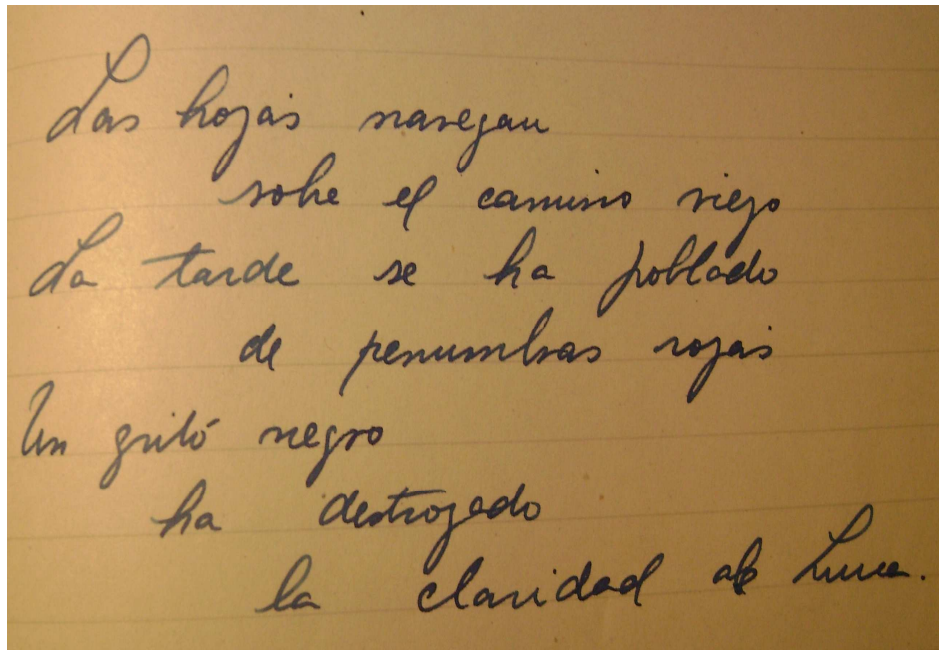 Las hojas navegan
sobre el camino viejo
La tarde se ha poblado
de penumbras rojas
Un grito negro
ha destrozado
la claridad de Luna.